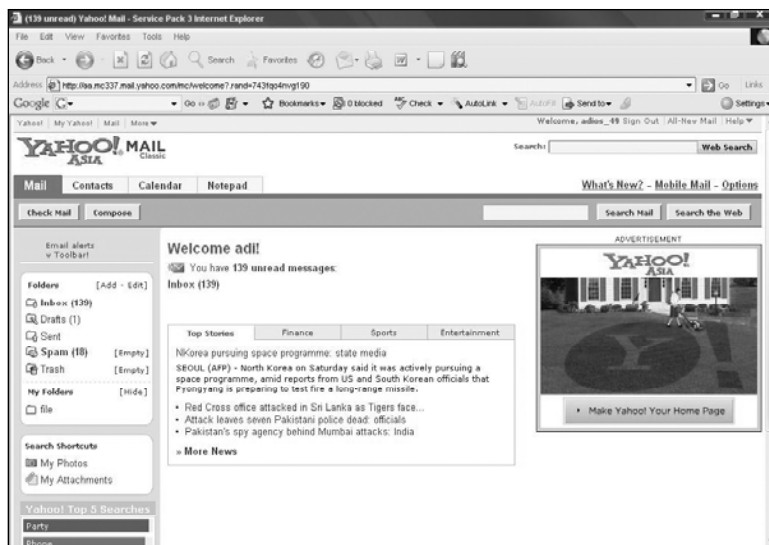 (139 unread) Yahoo! Mail - Service Pack 3 Internet Explorer
File Edit View Favorites Tools Help
Back Search Favorites
Address http://aa.mc337.mail.yahoo.com/mc/welcome?.rand=743fqo4nvg190 Go Links
Google Go Bookmarks 0 blocked Check AutoLink AutoFill Send to Settings
Yahoo! My Yahoo! Mail More Welcome, adios_49 Sign Out All-New Mail Help
YAHOO! ASIA MAIL Classic
Search: Web Search
Mail Contacts Calendar Notepad What's New? - Mobile Mail - Options
Check Mail Compose Search Mail Search the Web
Email alerts
w Toolbar!
Folders [Add - Edit]
Inbox (139)
Drafts (1)
Sent
Spam (18) [Empty]
Trash [Empty]
My Folders [Hide]
file
Search Shortcuts
My Photos
My Attachments
Yahoo! Top 5 Searches
Party
Phone
Welcome adi!
You have 139 unread messages:
Inbox (139)
Top Stories Finance Sports Entertainment
NKorea pursuing space programme: state media
SEOUL (AFP) - North Korea on Saturday said it was actively pursuing a
space programme, amid reports from US and South Korean officials that
Pyongyang is preparing to test fire a long-range missile.
• Red Cross office attacked in Sri Lanka as Tigers face...
• Attack leaves seven Pakistani police dead: officials
• Pakistan's spy agency behind Mumbai attacks: India
» More News
ADVERTISEMENT
YAHOO!
ASIA
Make Yahoo! Your Home Page